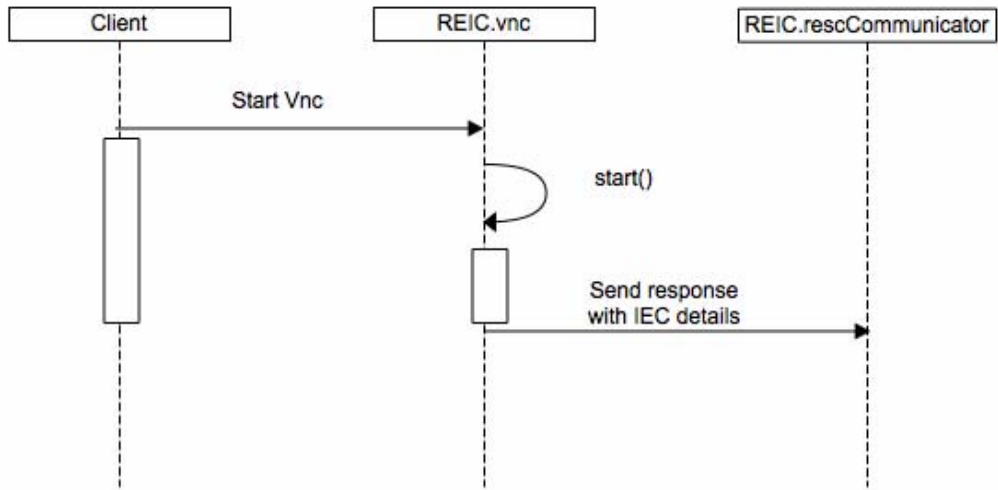 Client
REIC.vnc
REIC.rescCommunicator
Start Vnc
start()
Send response
with IEC details